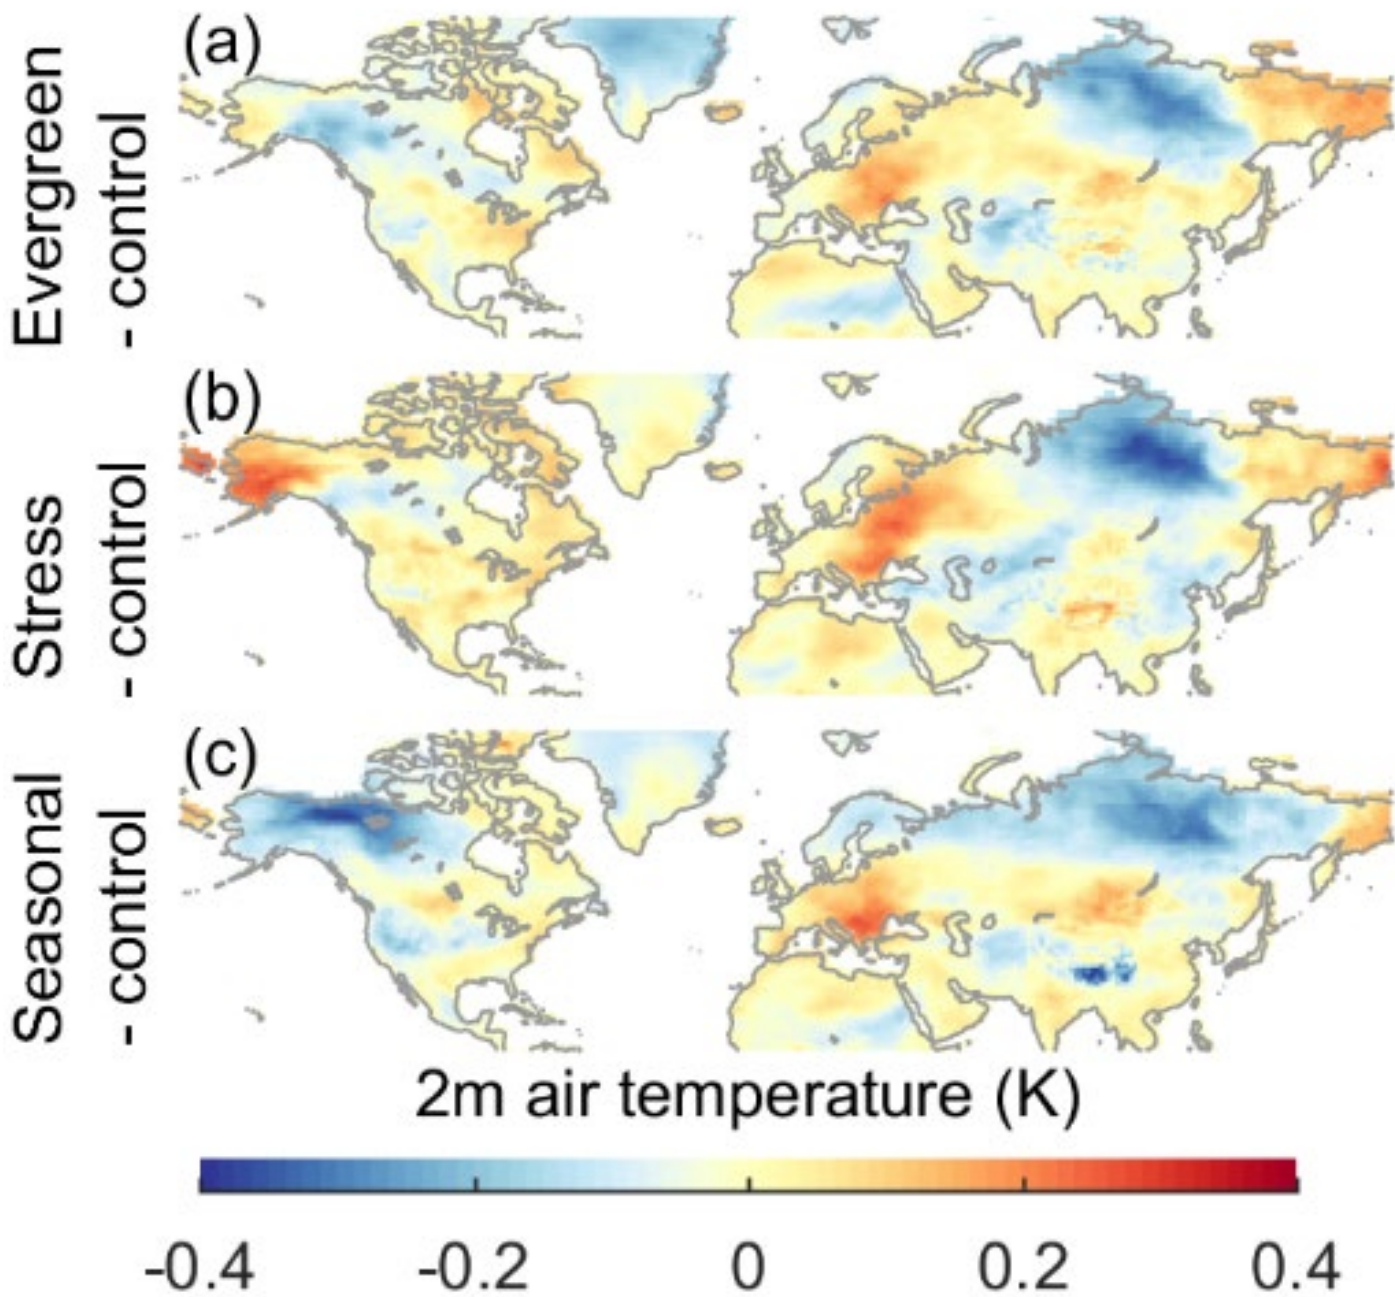 (a)
Evergreen
- control
(b)
Stress
- control
(c)
Seasonal
- control
2m air temperature (K)
-0.4 -0.2 0 0.2 0.4